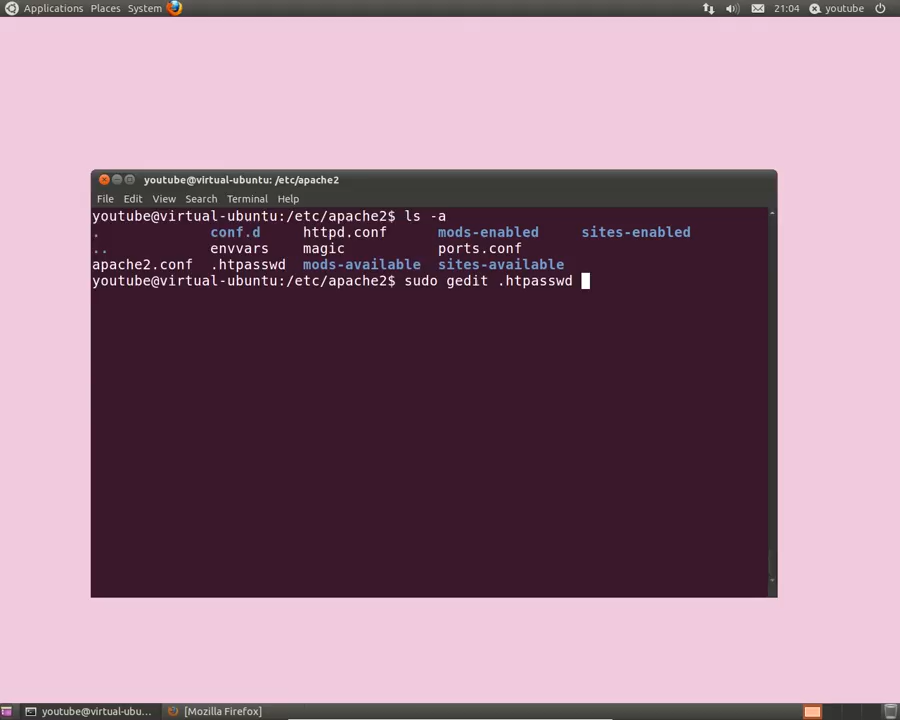 Applications Places System 21:04 youtube
youtube@virtual-ubuntu: /etc/apache2
File Edit View Search Terminal Help
youtube@virtual-ubuntu:/etc/apache2$ ls -a
. conf.d httpd.conf mods-enabled sites-enabled
.. envvars magic ports.conf
apache2.conf .htpasswd mods-available sites-available
youtube@virtual-ubuntu:/etc/apache2$ sudo gedit .htpasswd
youtube@virtual-ubu... [Mozilla Firefox]